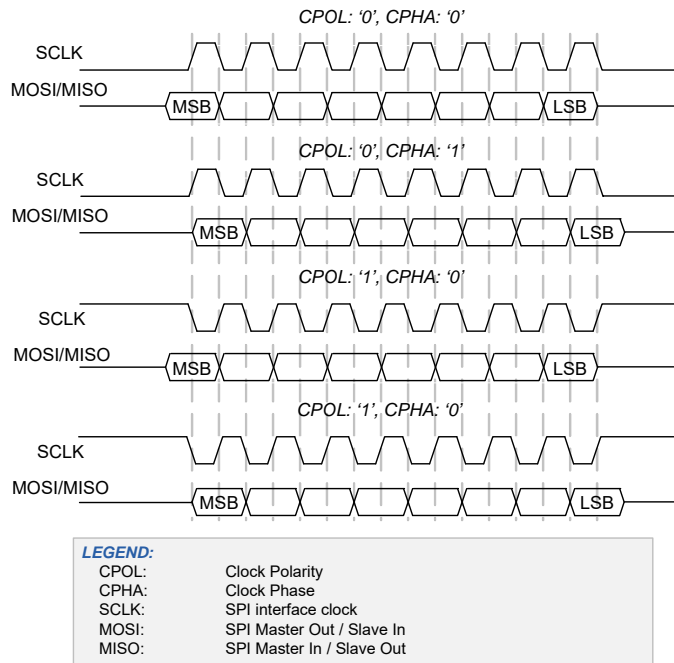 CPOL: ‘0’, CPHA: ‘0’
SCLK
MOSI/MISO
MSB LSB
CPOL: ‘0’, CPHA: ‘1’
SCLK
MOSI/MISO
MSB LSB
CPOL: ‘1’, CPHA: ‘0’
SCLK
MOSI/MISO
MSB LSB
CPOL: ‘1’, CPHA: ‘0’
SCLK
MOSI/MISO
MSB LSB
LEGEND:
CPOL: Clock Polarity
CPHA: Clock Phase
SCLK: SPI interface clock
MOSI: SPI Master Out / Slave In
MISO: SPI Master In / Slave Out